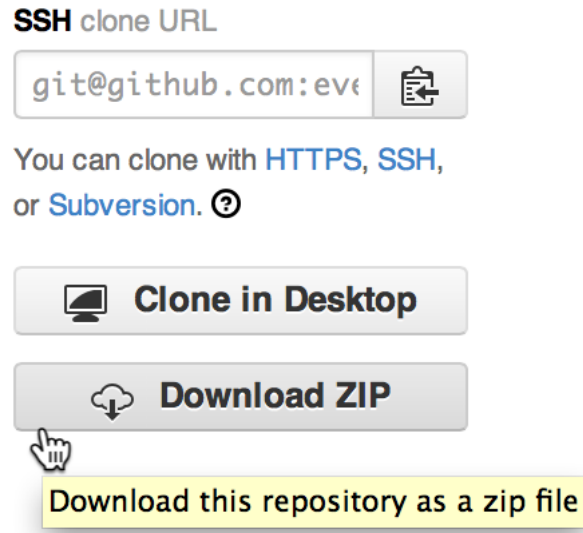 SSH clone URL
git@github.com:eve
You can clone with HTTPS, SSH,
or Subversion.
Clone in Desktop
Download ZIP
Download this repository as a zip file